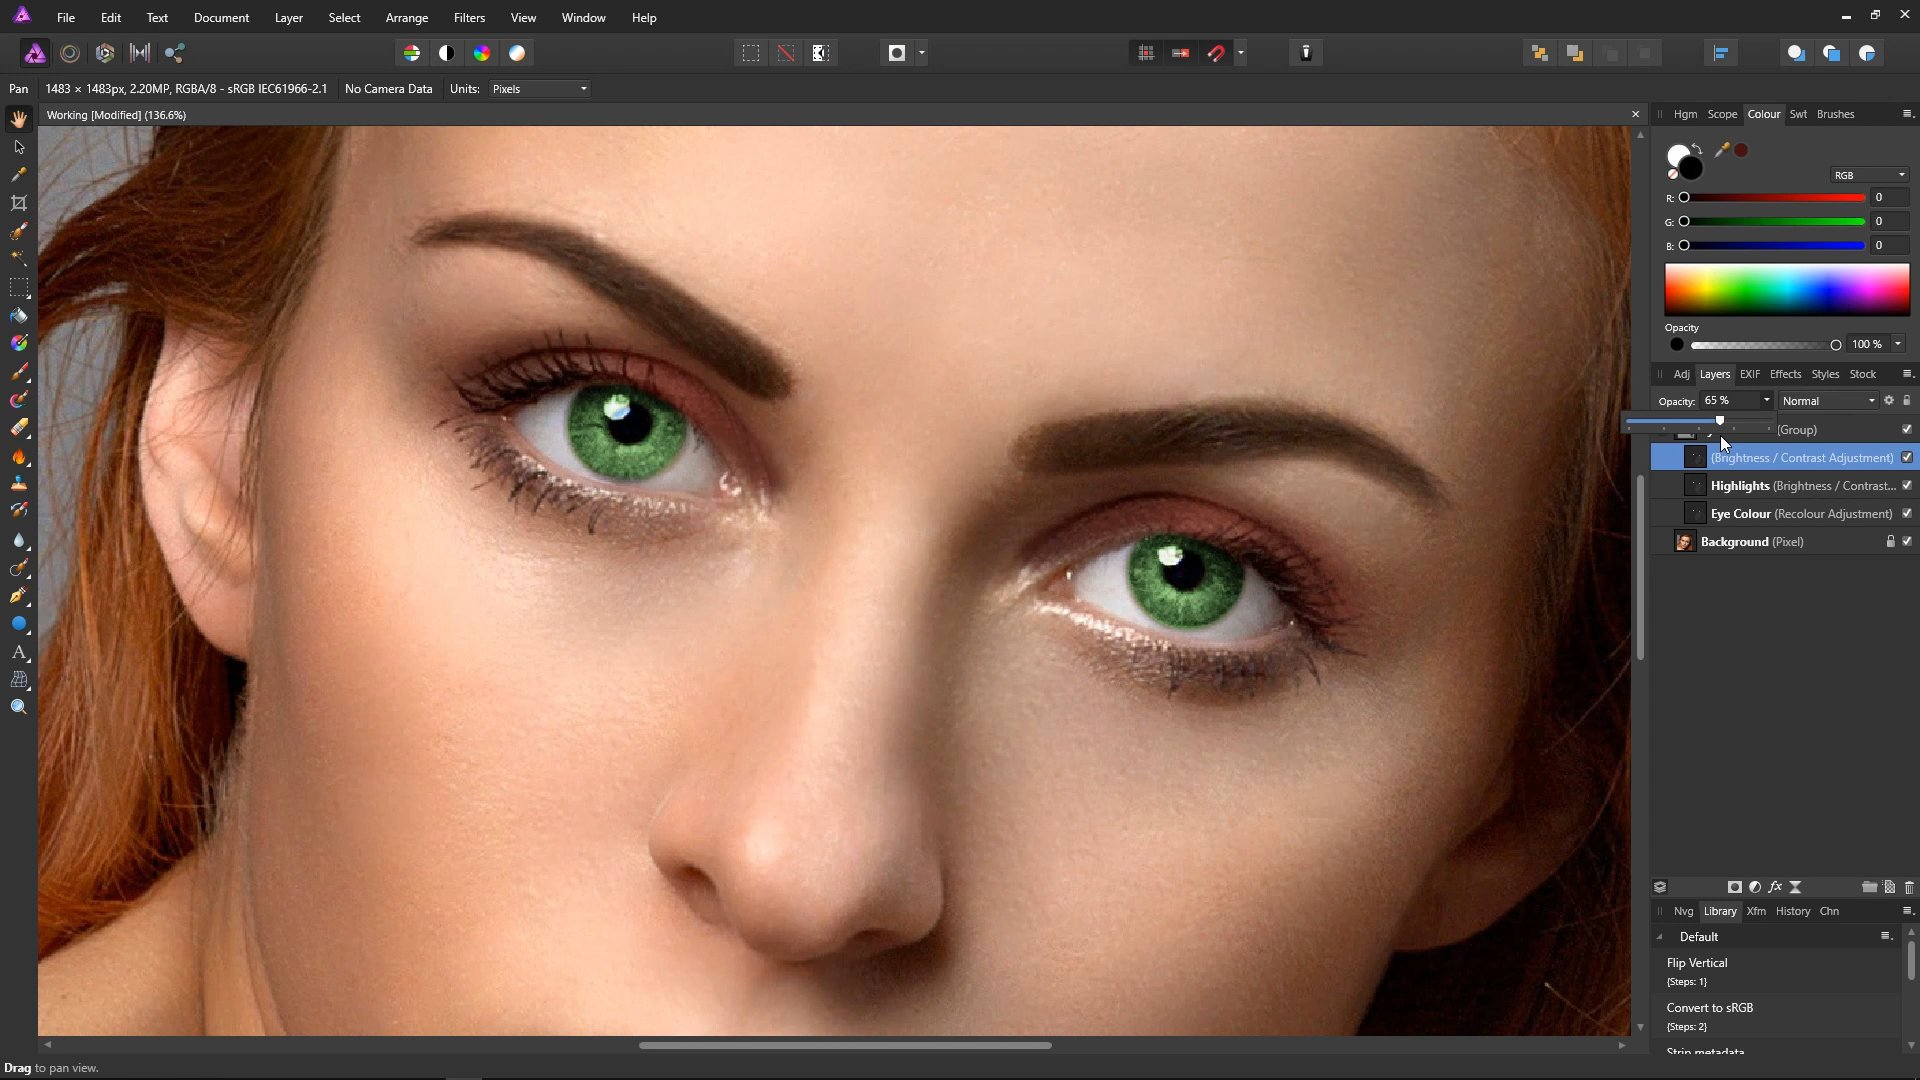 File Edit Text Document Layer Select Arrange Filters View Window Help
Pan 1483 × 1483px, 2.20MP, RGBA/8 - sRGB IEC61966-2.1 No Camera Data Units: Pixels
Working [Modified] (136.6%)
Hgm Scope Colour Swt Brushes
RGB
R: 0
G: 0
B: 0
Opacity
100 %
Adj Layers EXIF Effects Styles Stock
Opacity: 65 % Normal
(Group)
(Brightness / Contrast Adjustment)
Highlights (Brightness / Contrast...
Eye Colour (Recolour Adjustment)
Background (Pixel)
Nvg Library Xfm History Chn
Default
Flip Vertical
{Steps: 1}
Convert to sRGB
{Steps: 2}
Strip metadata
Drag to pan view.